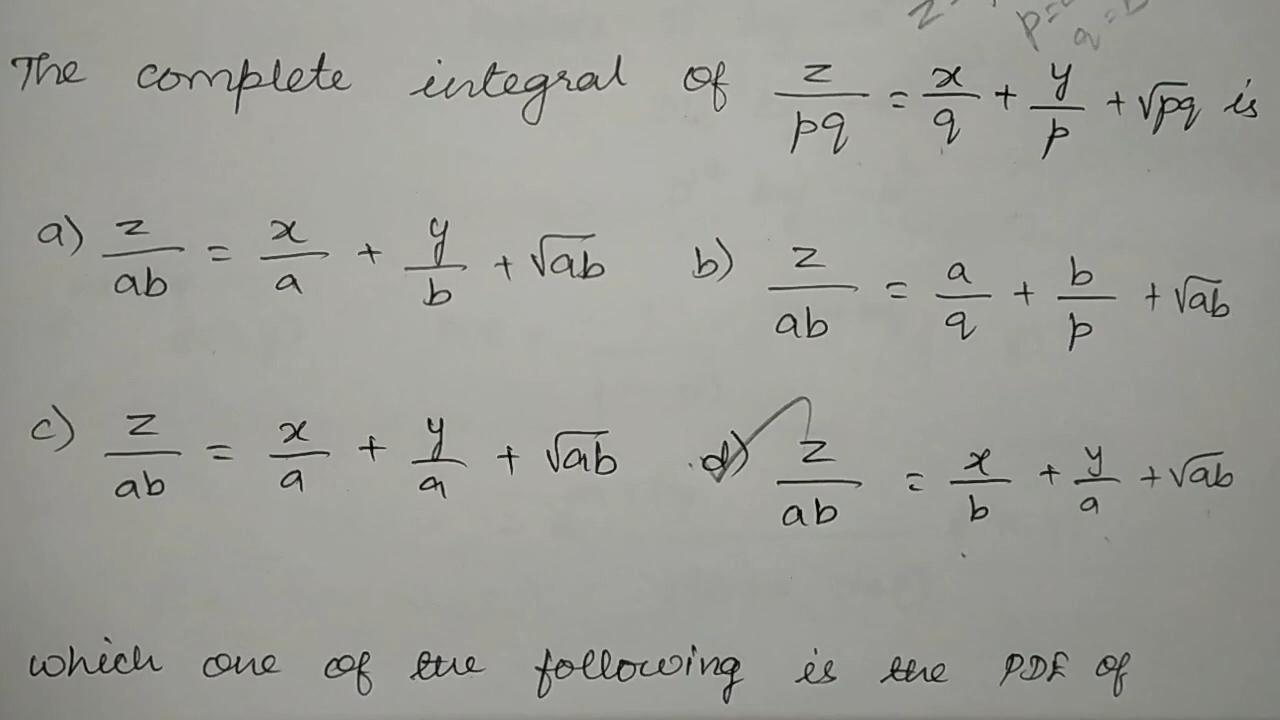 The complete integral of z/pq = x/q + y/p + √pq is
a) z/ab = x/a + y/b + √ab b) z/ab = a/q + b/p + √ab
c) z/ab = x/a + y/a + √ab d) z/ab = x/b + y/a + √ab
which one of the following is the PDE of